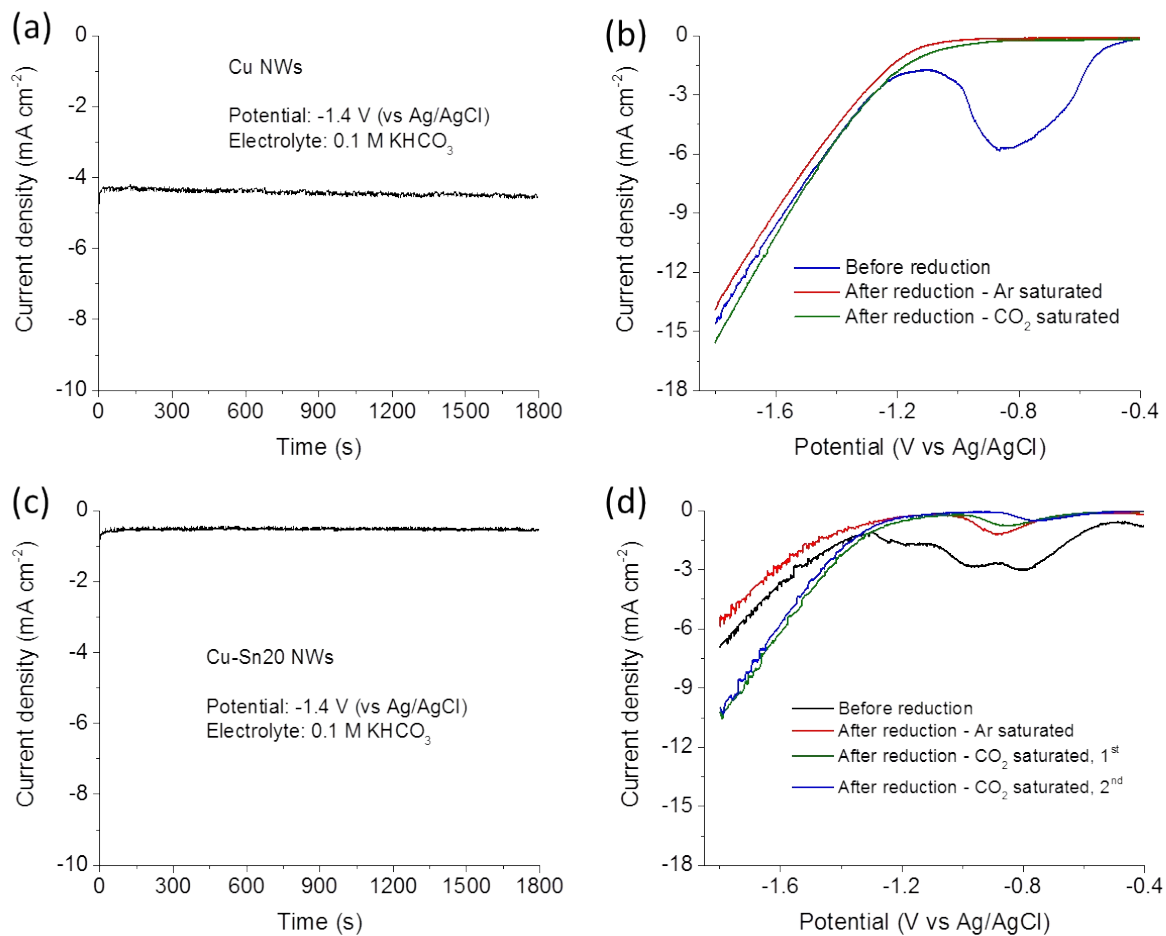 (a)
Cu NWs
Potential: -1.4 V (vs Ag/AgCl)
Electrolyte: 0.1 M KHCO₃
Current density (mA cm⁻²)
0
-2
-4
-6
-8
-10
0 300 600 900 1200 1500 1800
Time (s)
(b)
Current density (mA cm⁻²)
0
-3
-6
-9
-12
-15
-18
Before reduction
After reduction - Ar saturated
After reduction - CO₂ saturated
-1.6 -1.2 -0.8 -0.4
Potential (V vs Ag/AgCl)
(c)
Current density (mA cm⁻²)
0
-2
-4
-6
-8
-10
Cu-Sn20 NWs
Potential: -1.4 V (vs Ag/AgCl)
Electrolyte: 0.1 M KHCO₃
0 300 600 900 1200 1500 1800
Time (s)
(d)
Current density (mA cm⁻²)
0
-3
-6
-9
-12
-15
-18
Before reduction
After reduction - Ar saturated
After reduction - CO₂ saturated, 1ˢᵗ
After reduction - CO₂ saturated, 2ⁿᵈ
-1.6 -1.2 -0.8 -0.4
Potential (V vs Ag/AgCl)